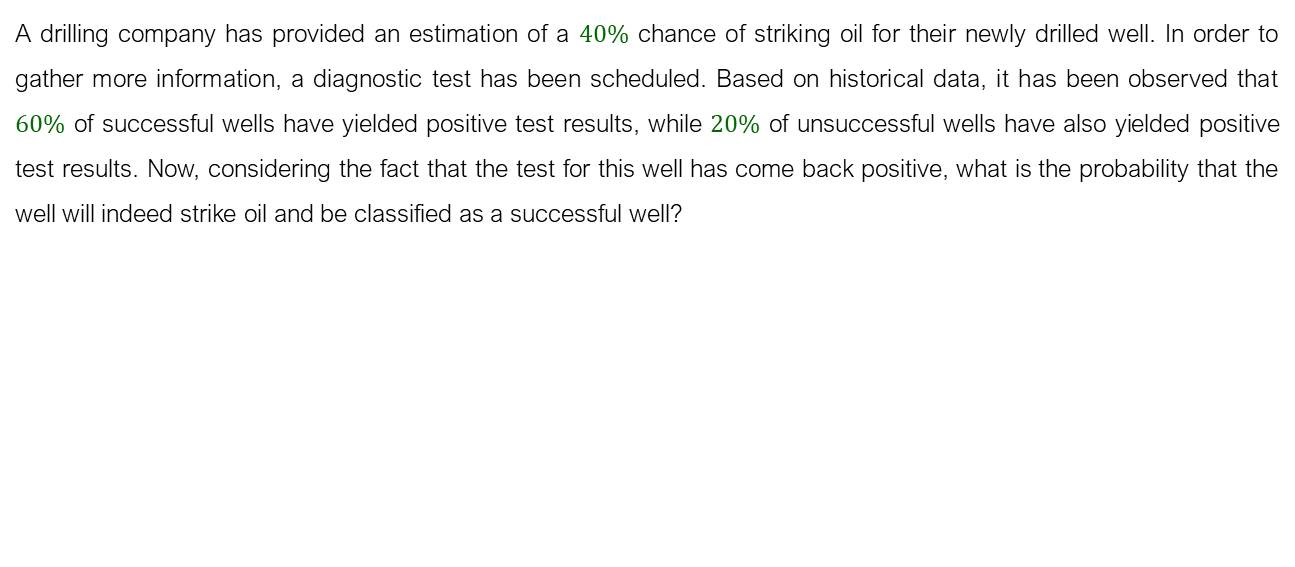 A drilling company has provided an estimation of a 40% chance of striking oil for their newly drilled well. In order to
gather more information, a diagnostic test has been scheduled. Based on historical data, it has been observed that
60% of successful wells have yielded positive test results, while 20% of unsuccessful wells have also yielded positive
test results. Now, considering the fact that the test for this well has come back positive, what is the probability that the
well will indeed strike oil and be classified as a successful well?